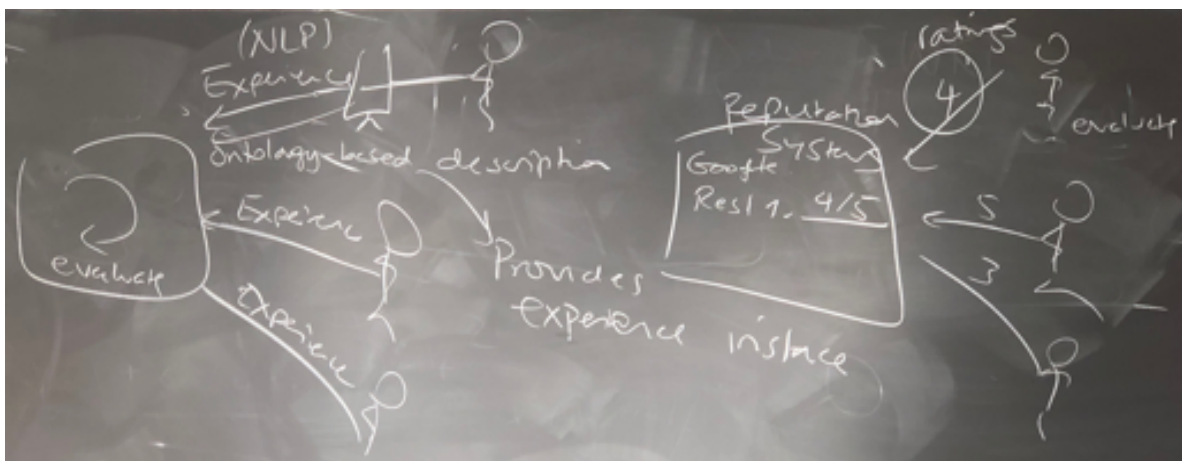 (NLP)
Experience
Ontology-based description
Experience
evaluate
Experience
Provides
experience instace
ratings
4
evaluate
Reputation
System
Google
Rest 1. 4/5
5
3